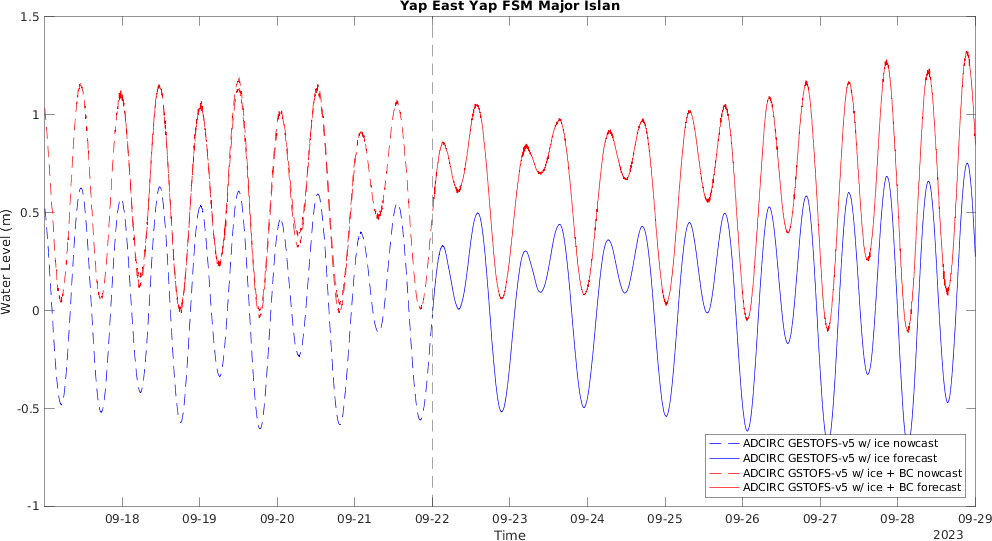 Yap East Yap FSM Major Islan
1.5
1
0.5
0
-0.5
-1
Water Level (m)
ADCIRC GESTOFS-v5 w/ ice nowcast
ADCIRC GESTOFS-v5 w/ ice forecast
ADCIRC GSTOFS-v5 w/ ice + BC nowcast
ADCIRC GSTOFS-v5 w/ ice + BC forecast
09-18 09-19 09-20 09-21 09-22 09-23 09-24 09-25 09-26 09-27 09-28 09-29
Time
2023